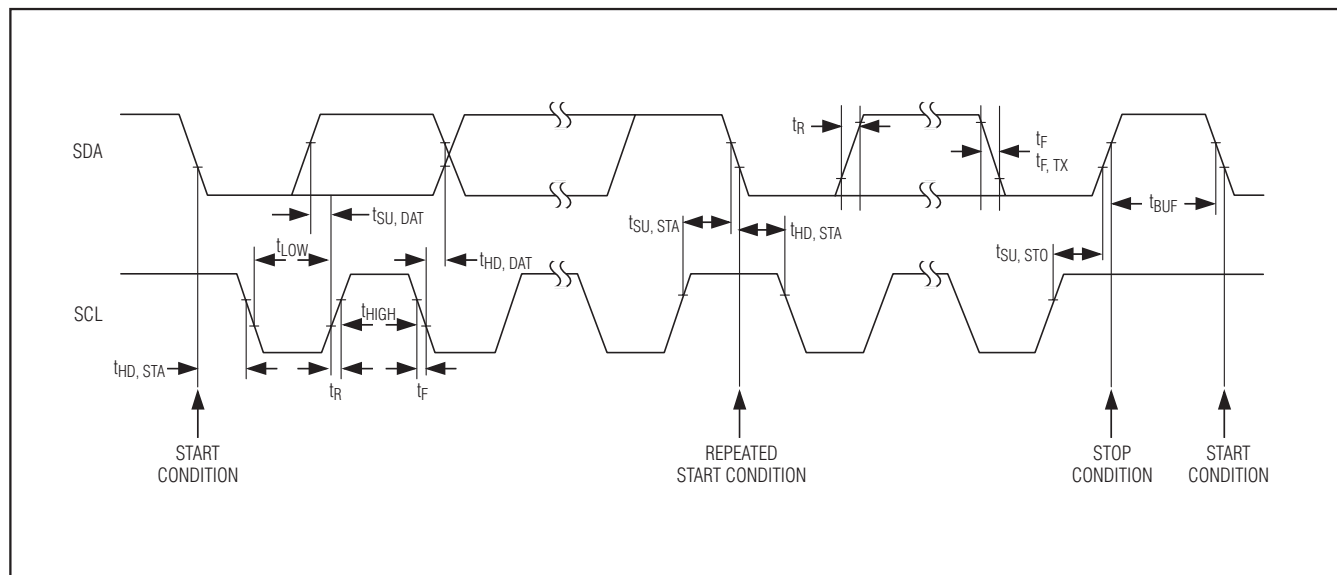 SDA
tR
tF
tF, TX
tSU, DAT
tSU, STA
tHD, STA
tBUF
tLOW
tHD, DAT
tSU, STO
SCL
tHIGH
tHD, STA
tR
tF
START
CONDITION
REPEATED
START CONDITION
STOP
CONDITION
START
CONDITION